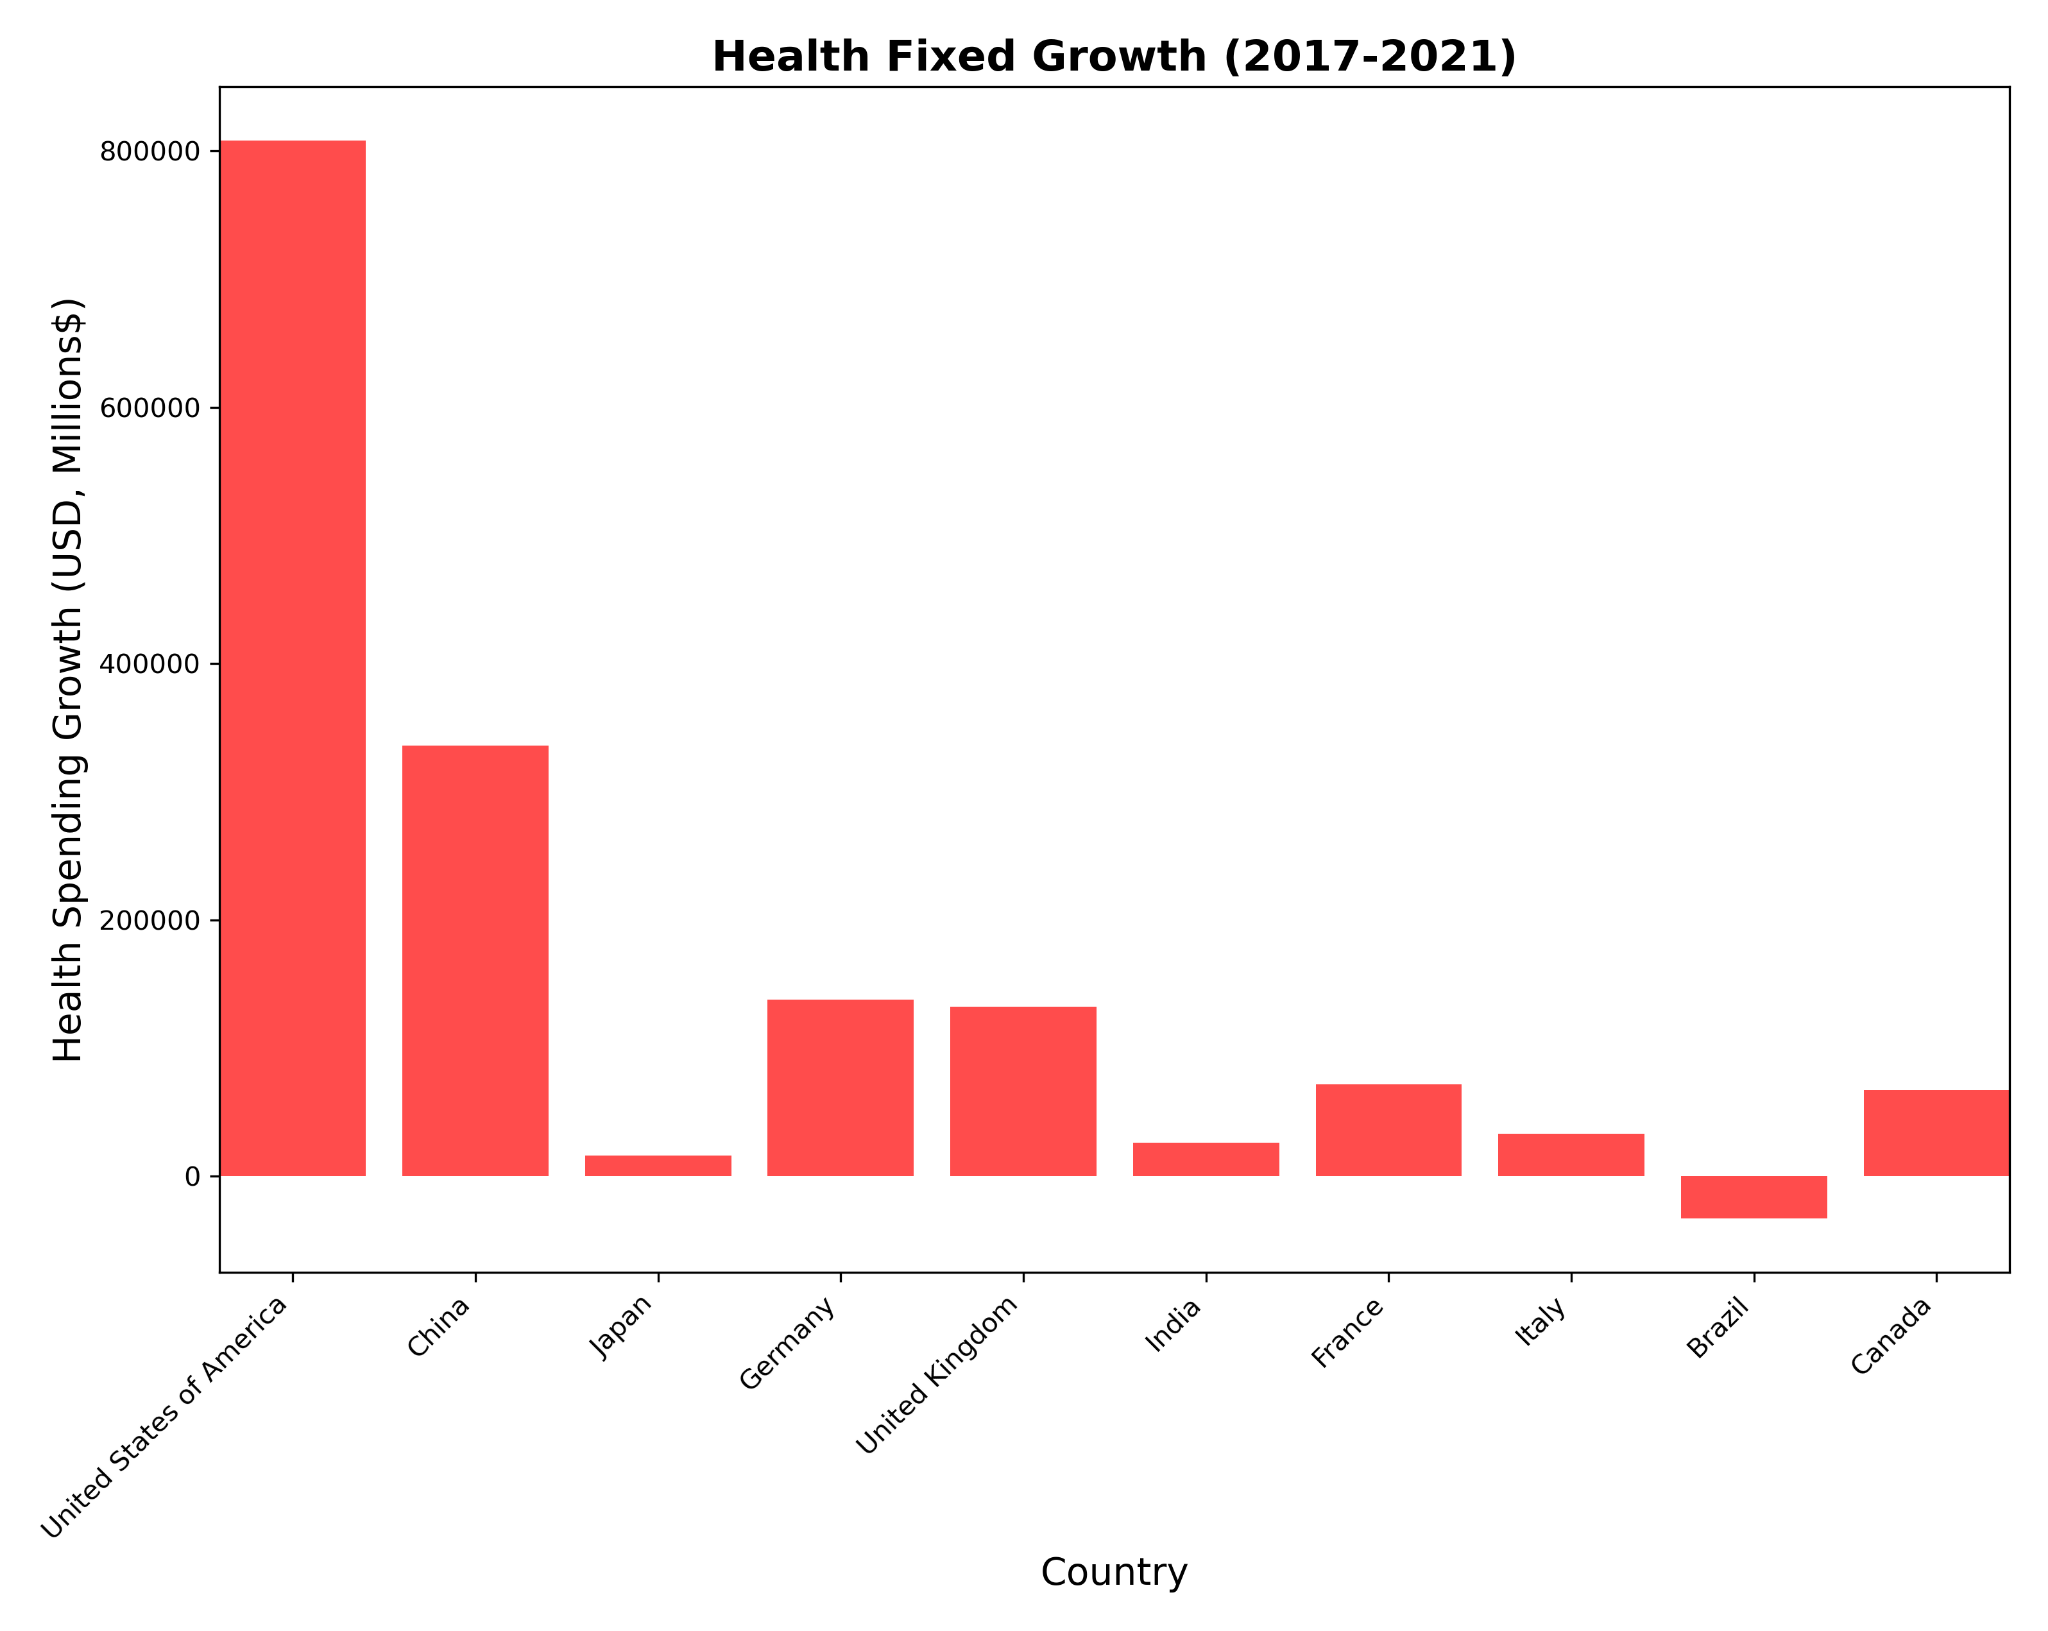 Health Fixed Growth (2017-2021)
Health Spending Growth (USD, Millions$)
800000
600000
400000
200000
0
United States of America
China
Japan
Germany
United Kingdom
India
France
Italy
Brazil
Canada
Country